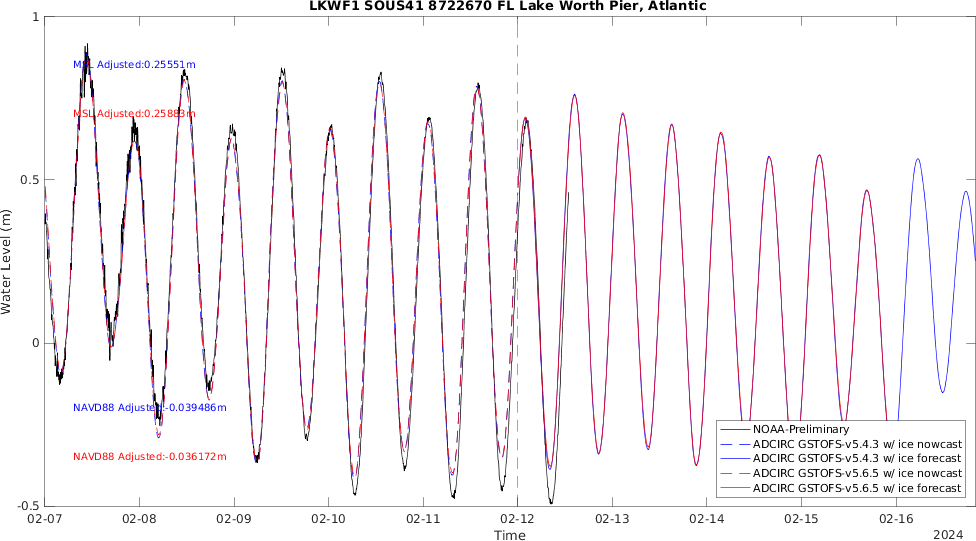 LKWF1 SOUS41 8722670 FL Lake Worth Pier, Atlantic
1
0.5
0
-0.5
Water Level (m)
MSL Adjusted:0.25551m
MSL Adjusted:0.25883m
NAVD88 Adjusted:-0.039486m
NAVD88 Adjusted:-0.036172m
NOAA-Preliminary
ADCIRC GSTOFS-v5.4.3 w/ ice nowcast
ADCIRC GSTOFS-v5.4.3 w/ ice forecast
ADCIRC GSTOFS-v5.6.5 w/ ice nowcast
ADCIRC GSTOFS-v5.6.5 w/ ice forecast
02-07 02-08 02-09 02-10 02-11 02-12 02-13 02-14 02-15 02-16
Time
2024